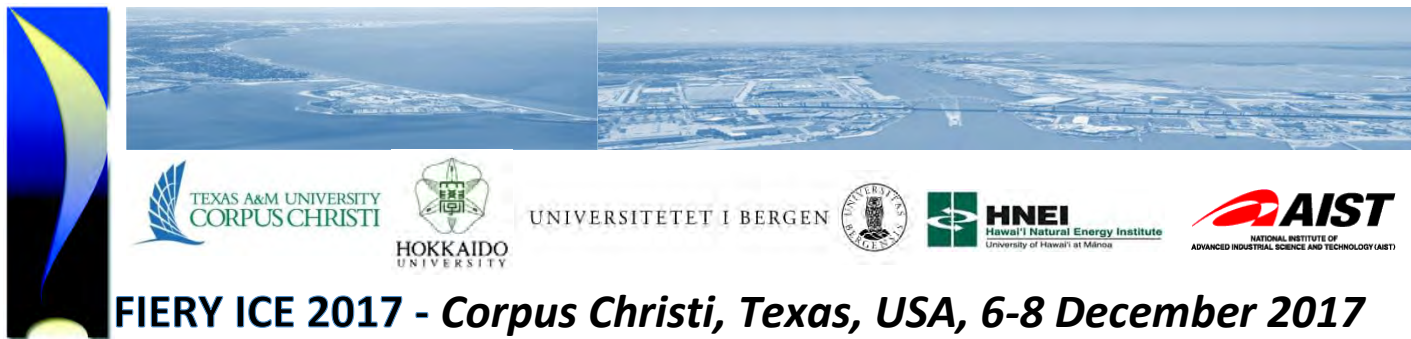 TEXAS A&M UNIVERSITY
CORPUS CHRISTI
HOKKAIDO
UNIVERSITY
UNIVERSITETET I BERGEN
UNIVERSITAS
BERGENSIS
HNEI
Hawai'i Natural Energy Institute
University of Hawai'i at Mānoa
AIST
NATIONAL INSTITUTE OF
ADVANCED INDUSTRIAL SCIENCE AND TECHNOLOGY (AIST)
FIERY ICE 2017 - Corpus Christi, Texas, USA, 6-8 December 2017